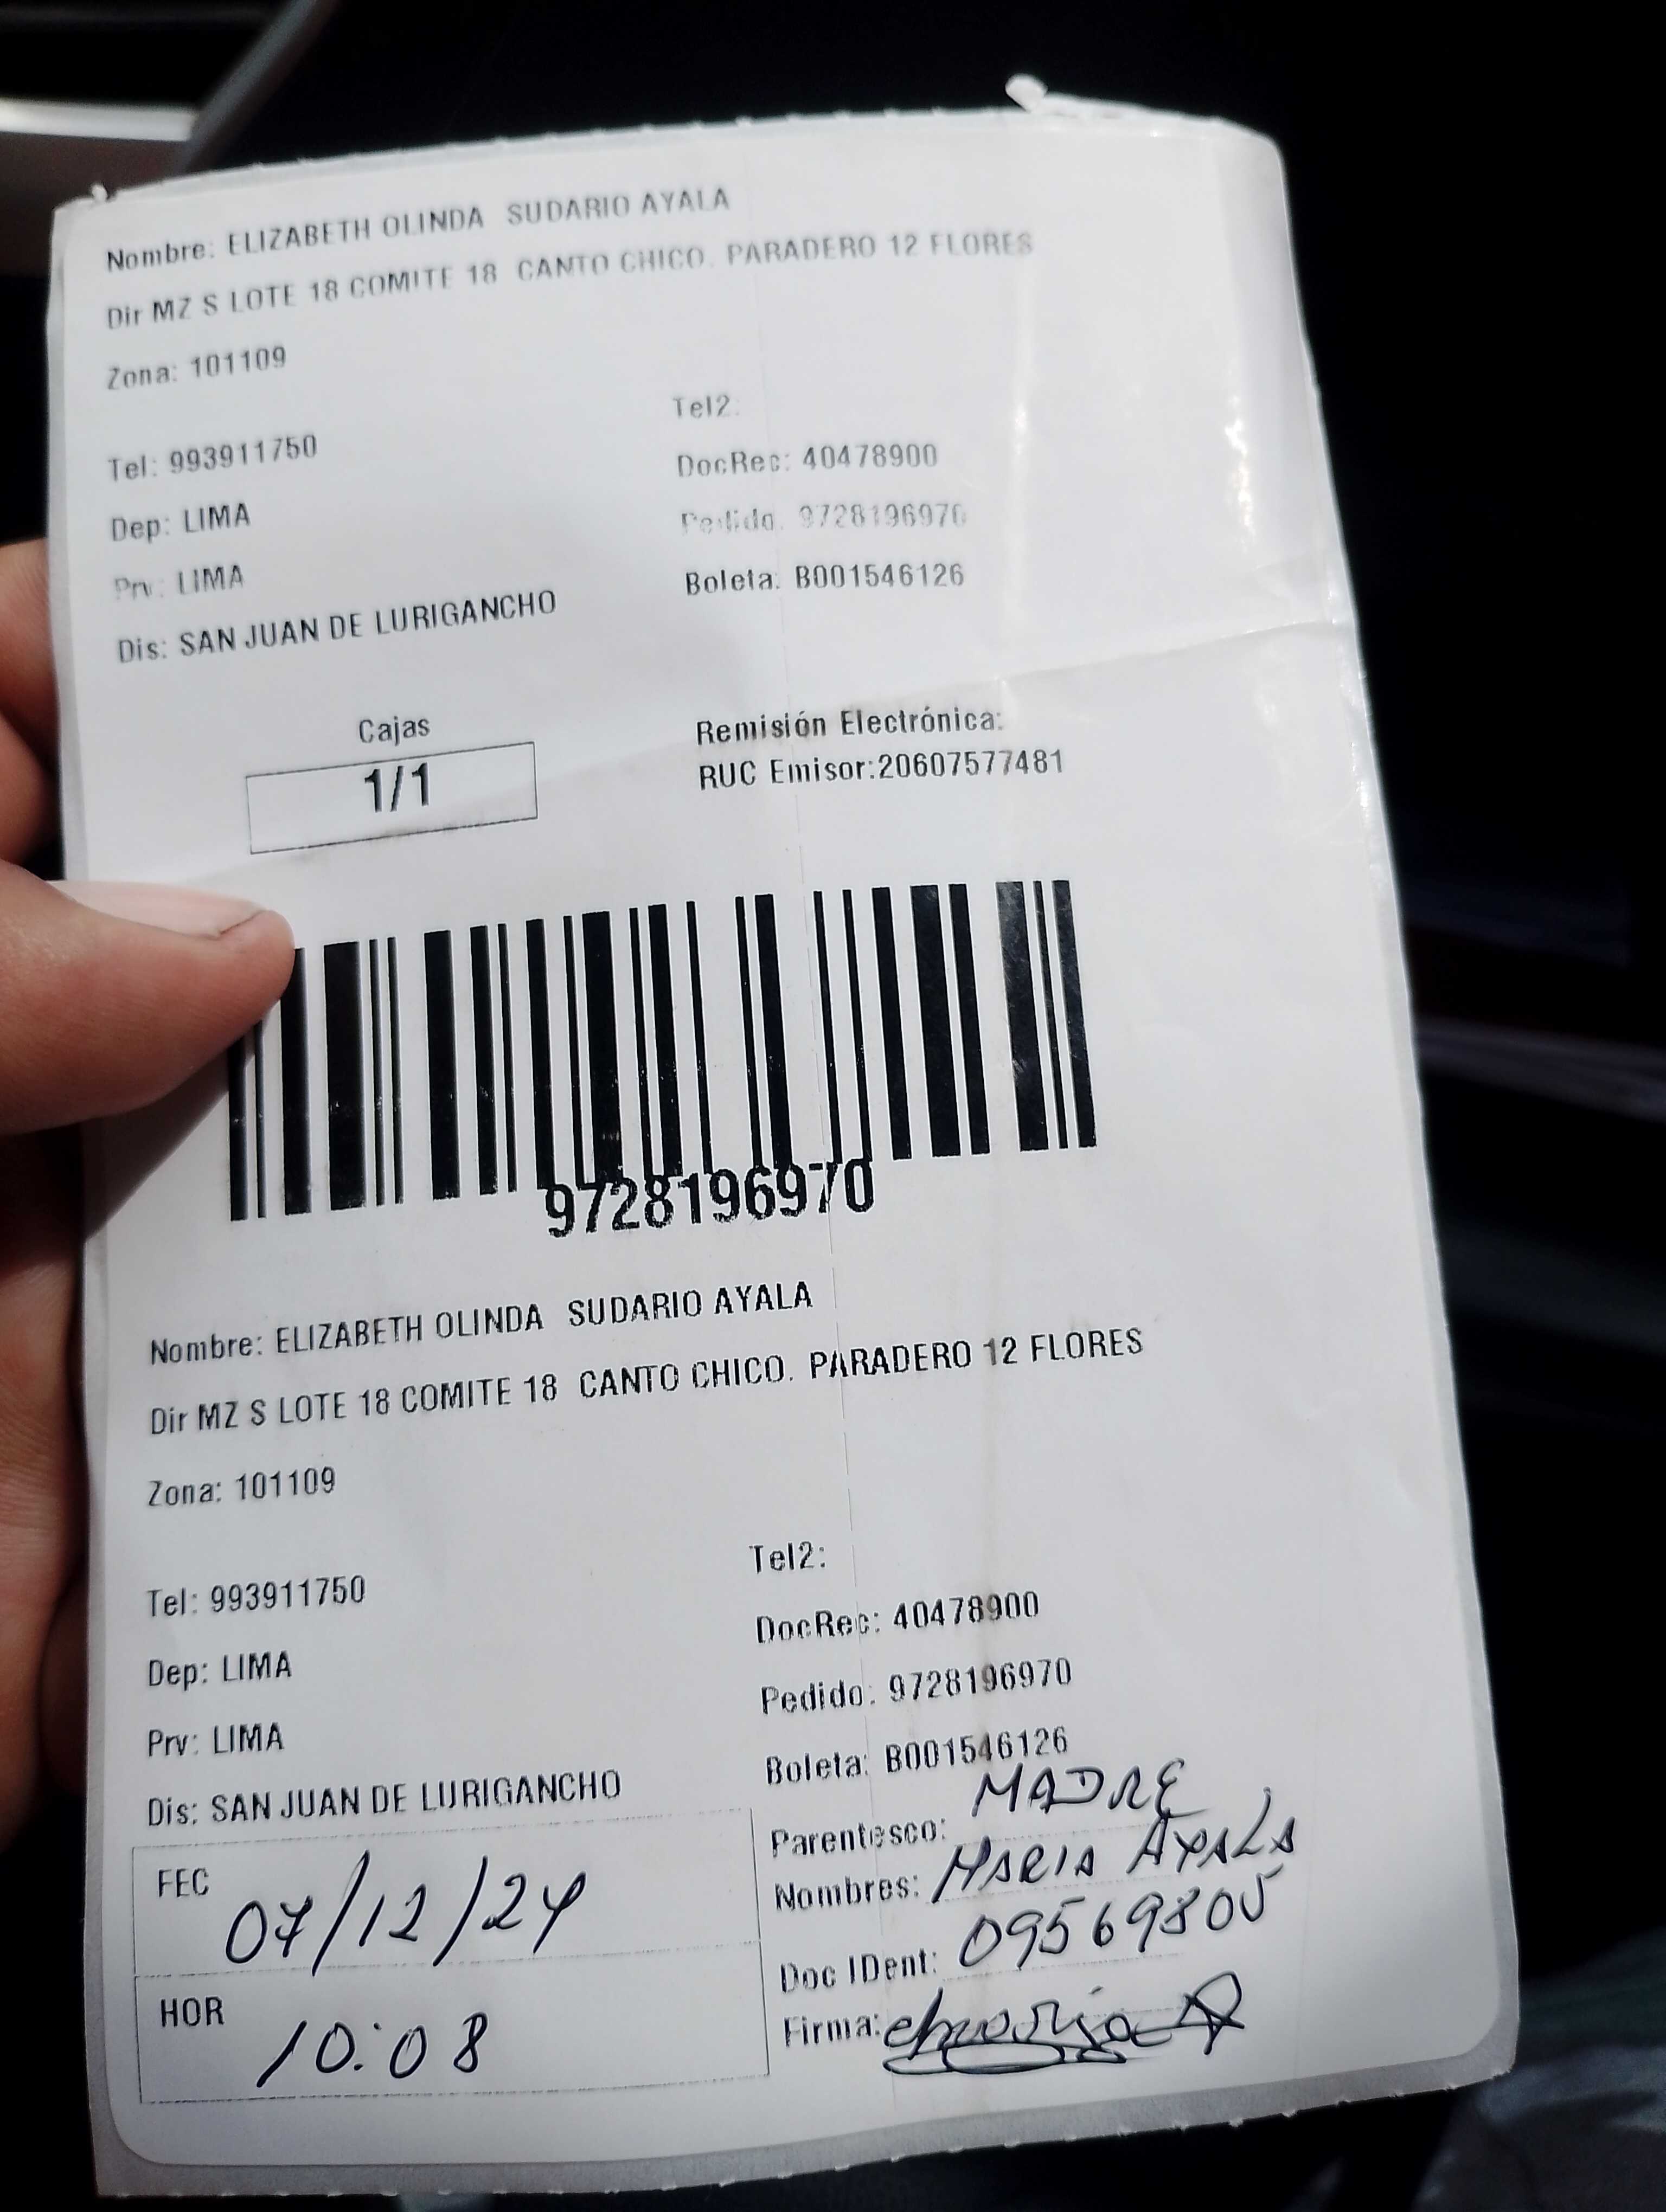 Nombre: ELIZABETH OLINDA SUDARIO AYALA
Dir MZ S LOTE 18 COMITE 18 CANTO CHICO. PARADERO 12 FLORES
Zona: 101109
Tel2:
Tel: 993911750
DocRec: 40478900
Dep: LIMA
Pedido: 9728196970
Prv: LIMA
Boleta: B001546126
Dis: SAN JUAN DE LURIGANCHO
Cajas
1/1
Remisión Electrónica:
RUC Emisor:20607577481
9728196970
Nombre: ELIZABETH OLINDA SUDARIO AYALA
Dir MZ S LOTE 18 COMITE 18 CANTO CHICO. PARADERO 12 FLORES
Zona: 101109
Tel2:
Tel: 993911750
DocRec: 40478900
Dep: LIMA
Pedido: 9728196970
Prv: LIMA
Boleta: B001546126
Dis: SAN JUAN DE LURIGANCHO
Parentesco: MADRE
Nombres: MARIA AYALA
Doc IDent: 09569805
Firma:
FEC 07/12/24
HOR 10:08